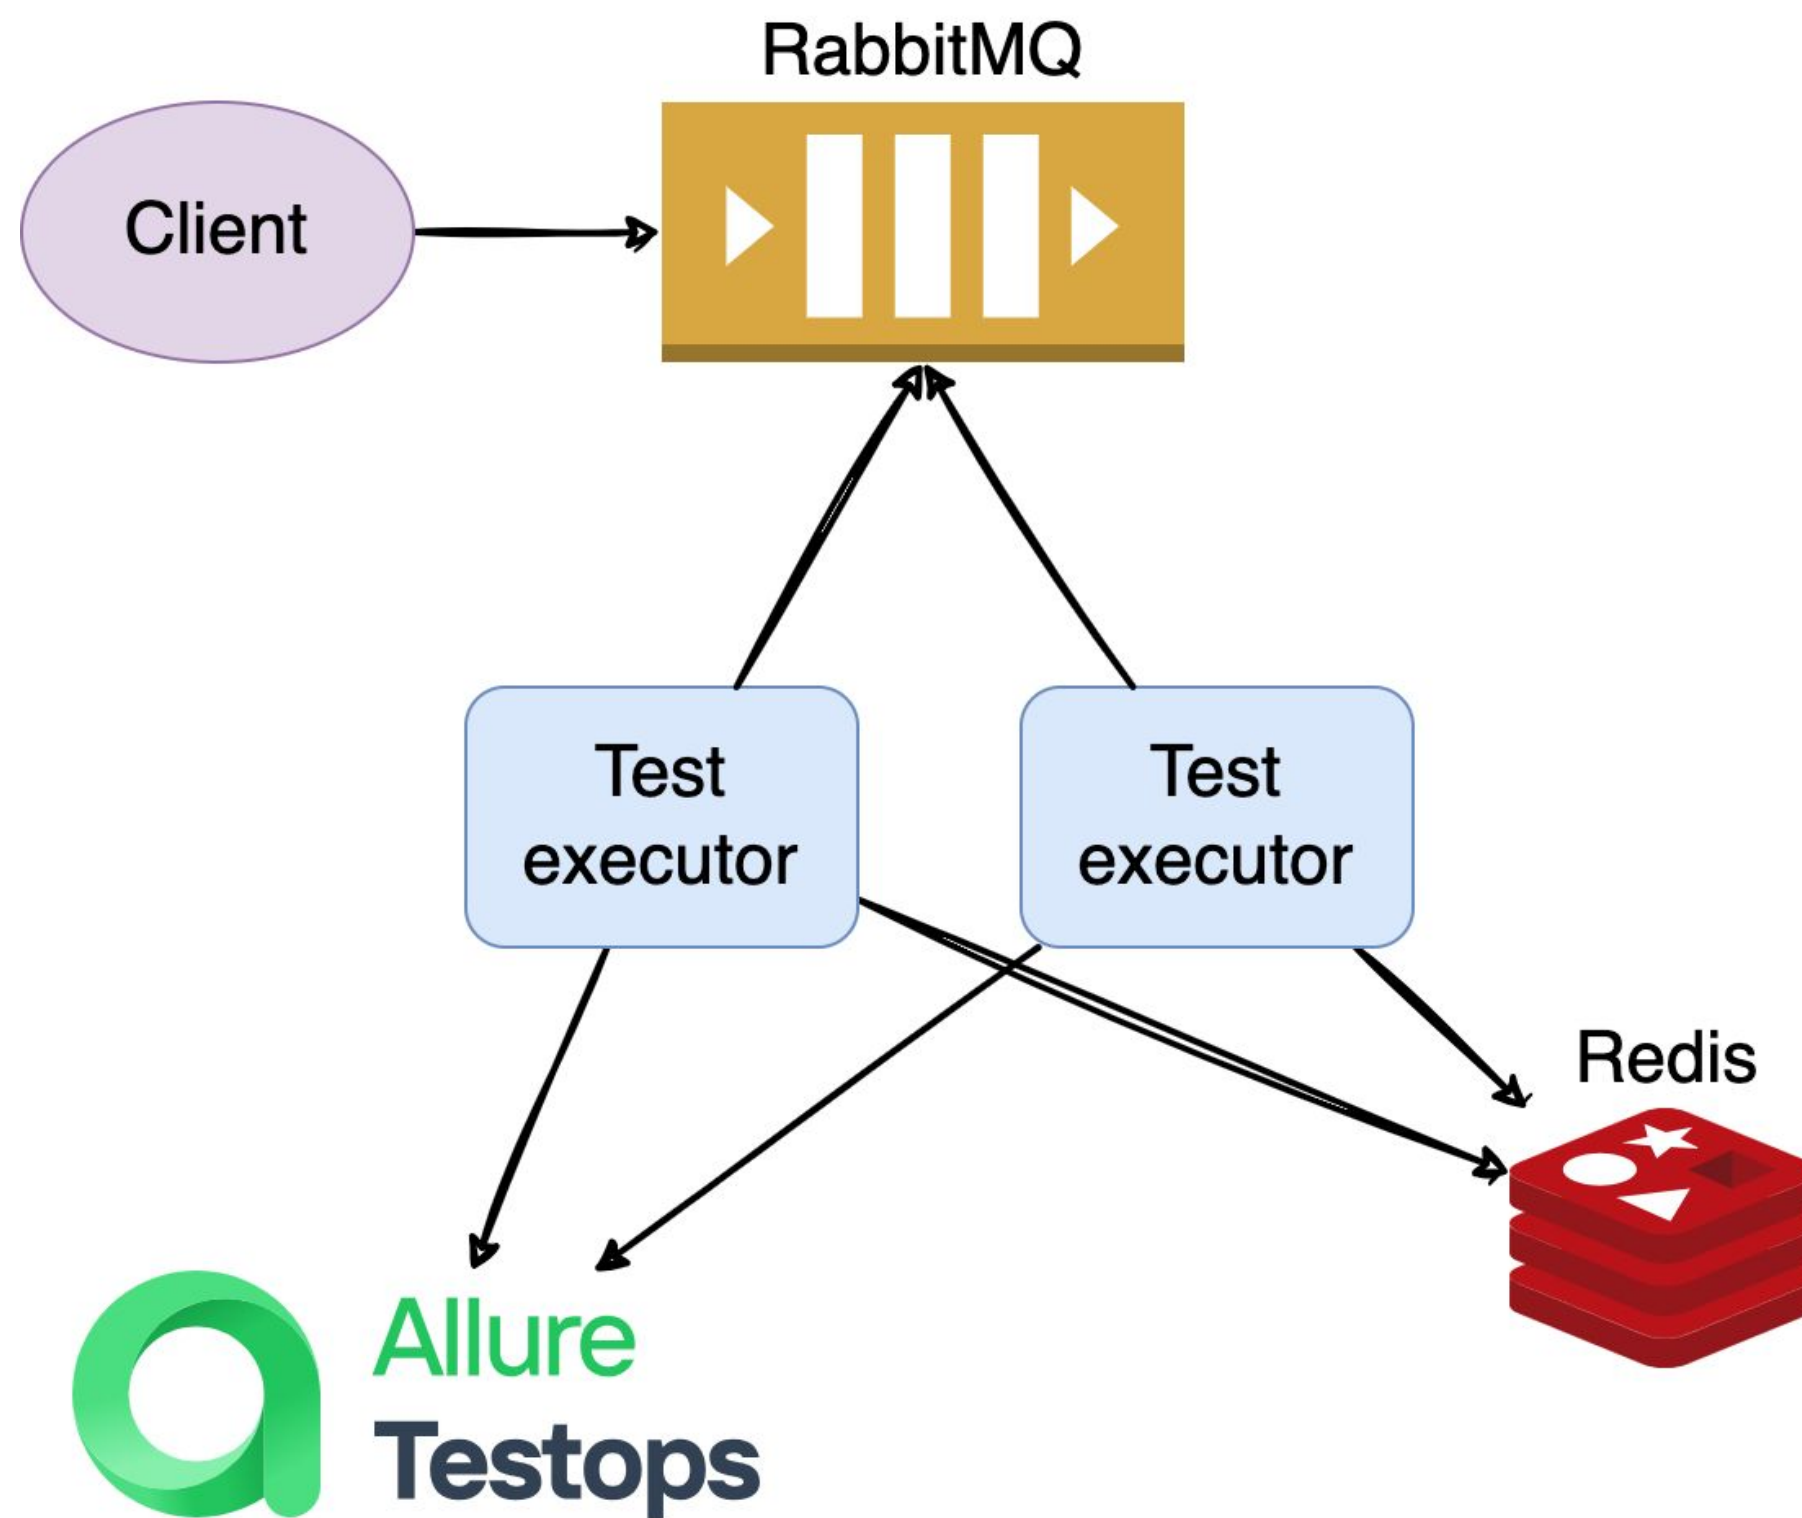 RabbitMQ
Client
Test
executor
Test
executor
Redis
Allure
Testops